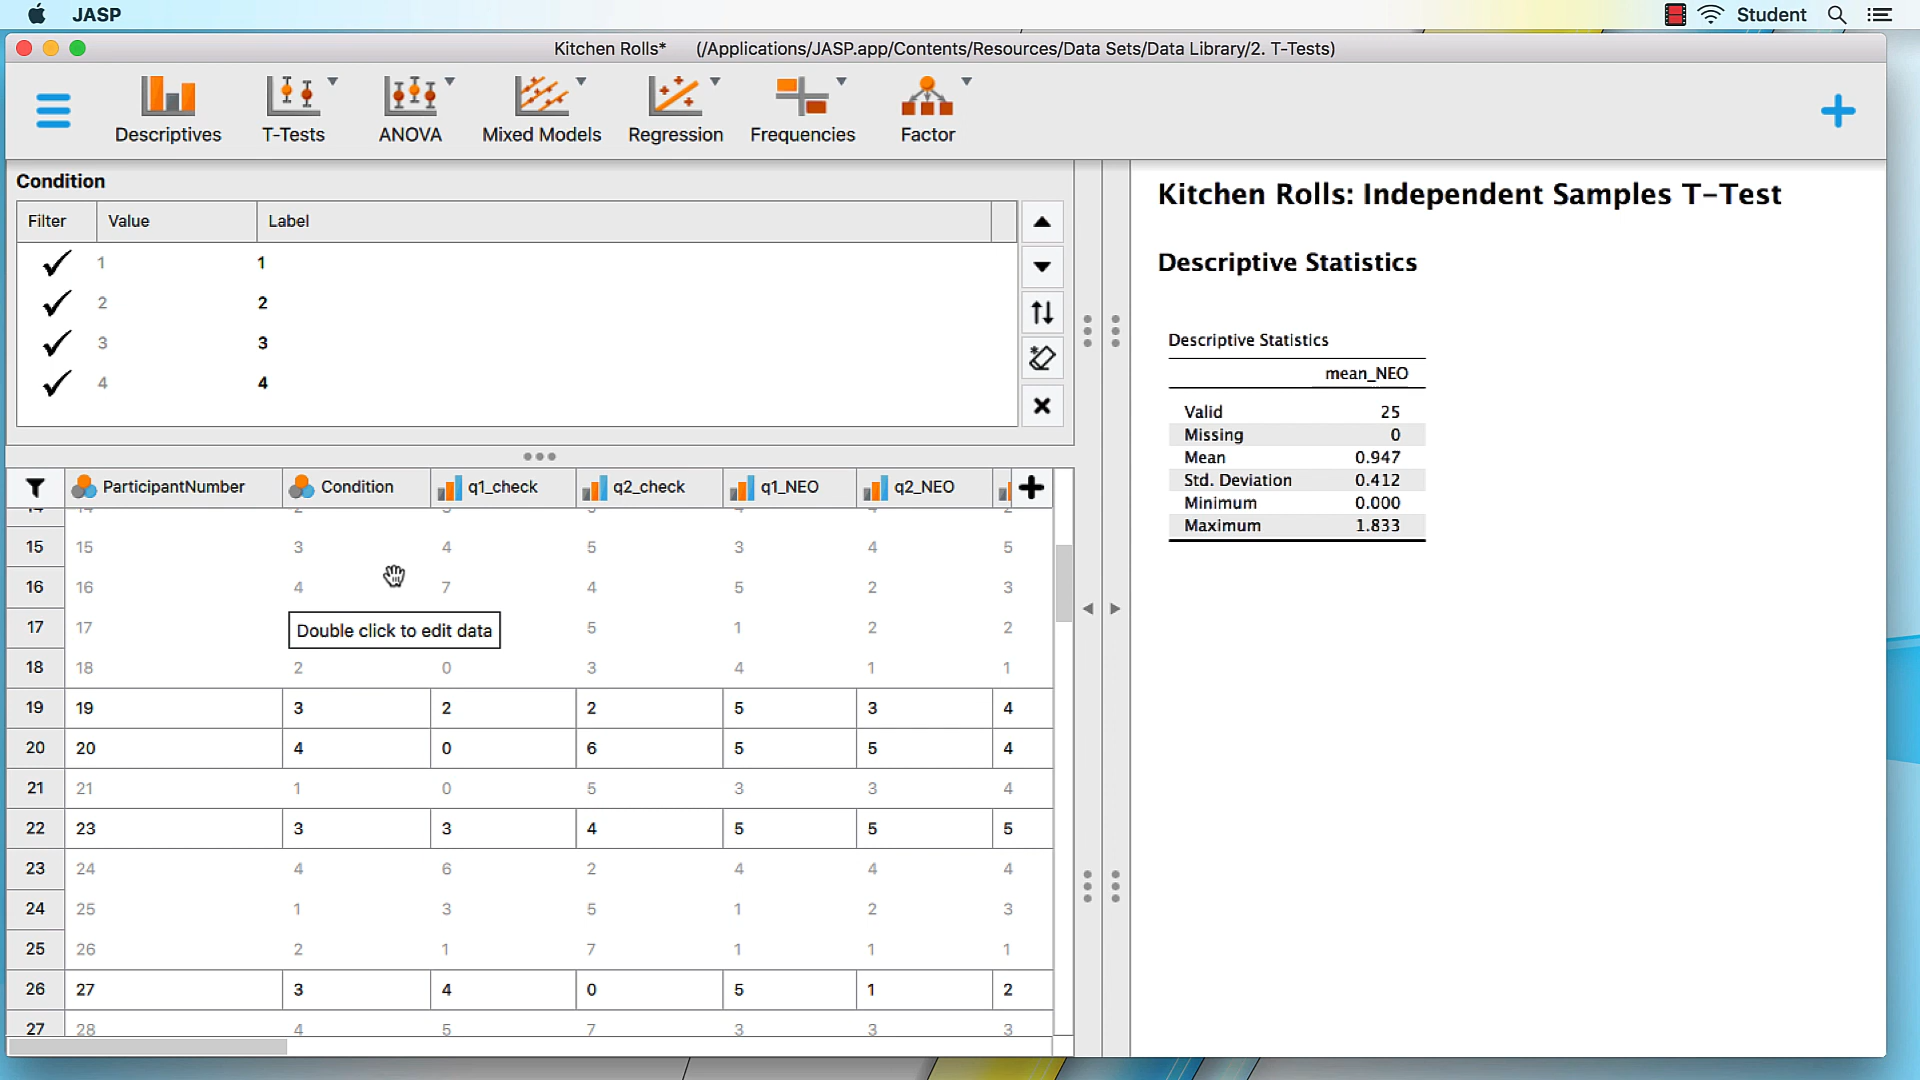 JASP
Student
Kitchen Rolls* (/Applications/JASP.app/Contents/Resources/Data Sets/Data Library/2. T-Tests)
Descriptives T-Tests ANOVA Mixed Models Regression Frequencies Factor
Condition
Filter Value Label
1 1
2 2
3 3
4 4
ParticipantNumber Condition q1_check q2_check q1_NEO q2_NEO
15 15 3 4 5 3 4 5
16 16 4 7 4 5 2 3
17 17 5 1 2 2
Double click to edit data
18 18 2 0 3 4 1 1
19 19 3 2 2 5 3 4
20 20 4 0 6 5 5 4
21 21 1 0 5 3 3 4
22 23 3 3 4 5 5 5
23 24 4 6 2 4 4 4
24 25 1 3 5 1 2 3
25 26 2 1 7 1 1 1
26 27 3 4 0 5 1 2
27 28 4 5 7 3 3 3
Kitchen Rolls: Independent Samples T-Test
Descriptive Statistics
Descriptive Statistics
mean_NEO
Valid 25
Missing 0
Mean 0.947
Std. Deviation 0.412
Minimum 0.000
Maximum 1.833